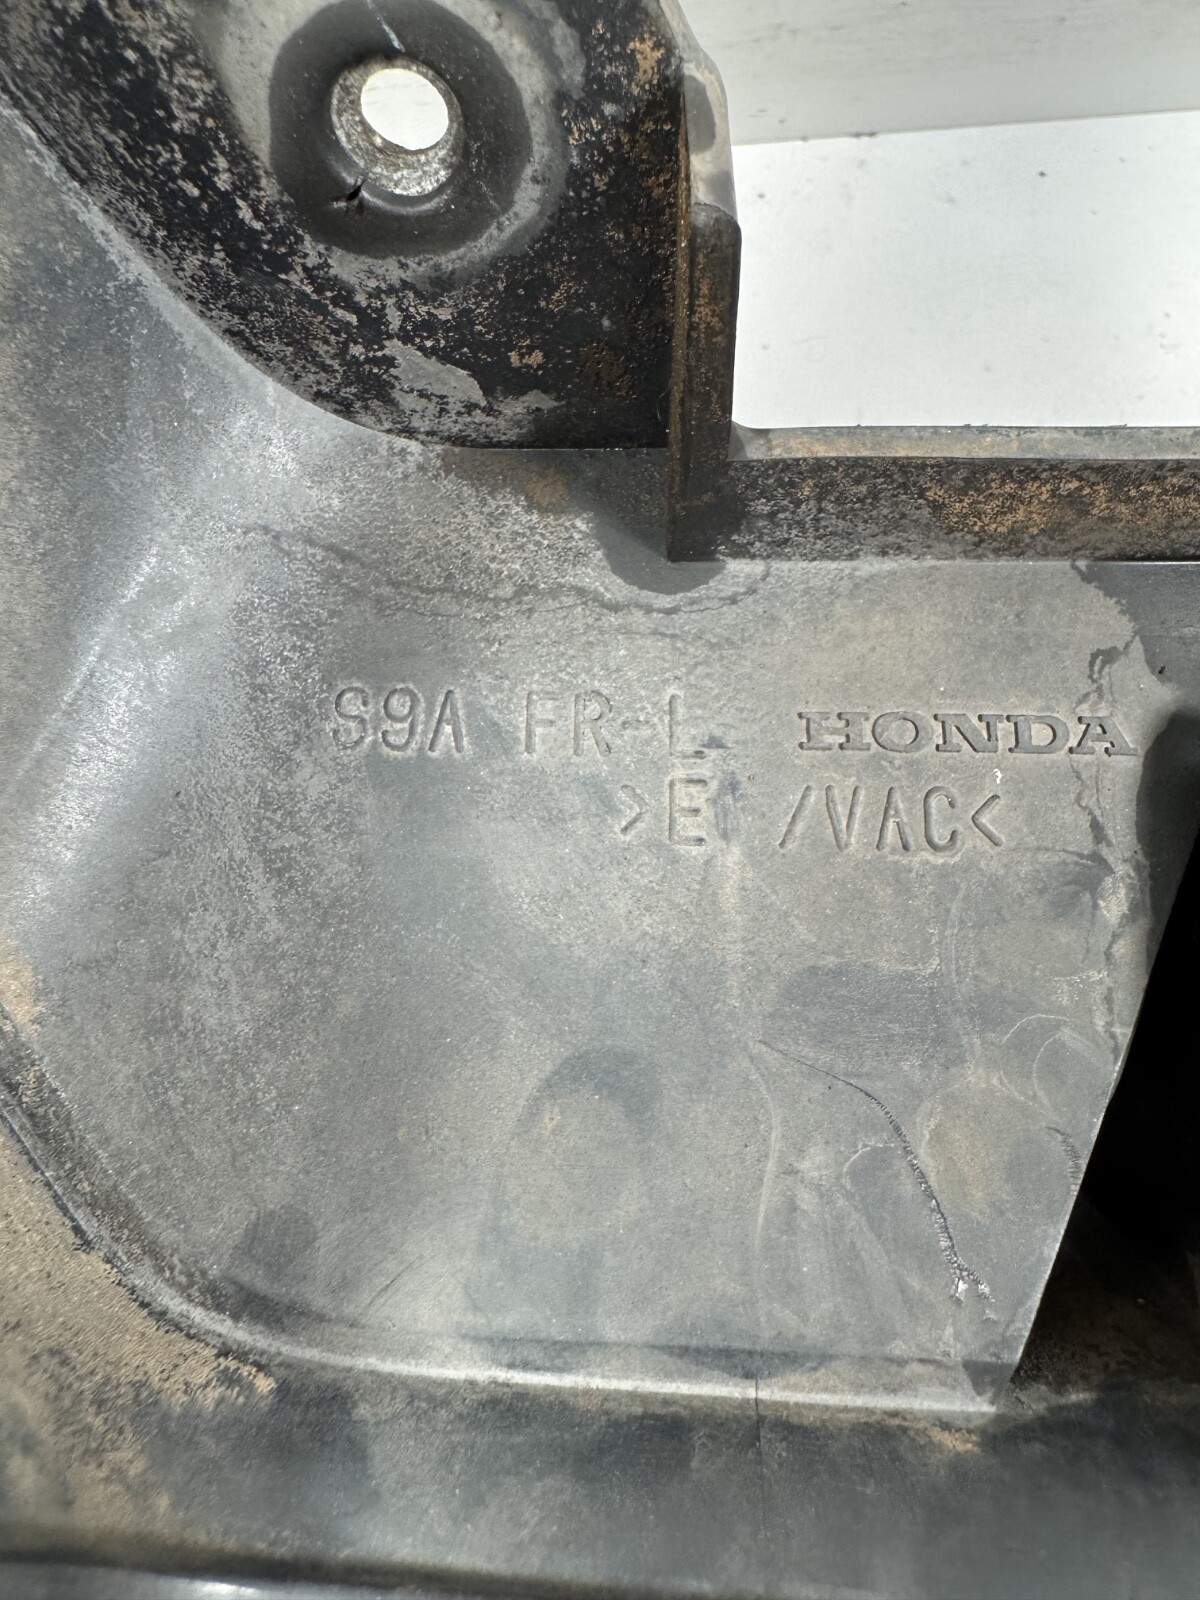 S9A FR-L HONDA
>E /VAC<